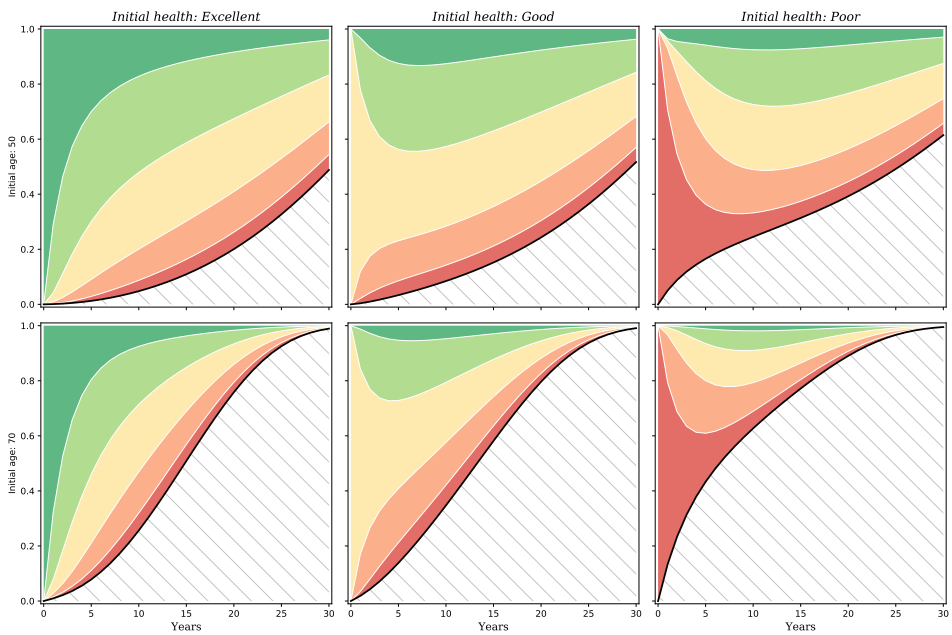 Initial health: Excellent
Initial health: Good
Initial health: Poor
Initial age: 50
1.0
0.8
0.6
0.4
0.2
0.0
Initial age: 70
1.0
0.8
0.6
0.4
0.2
0.0
0 5 10 15 20 25 30
0 5 10 15 20 25 30
0 5 10 15 20 25 30
Years
Years
Years